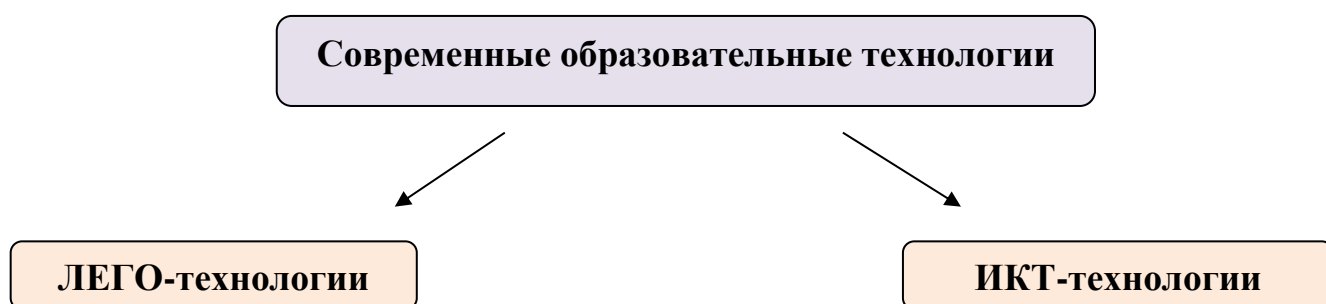 Современные образовательные технологии
ЛЕГО-технологии
ИКТ-технологии